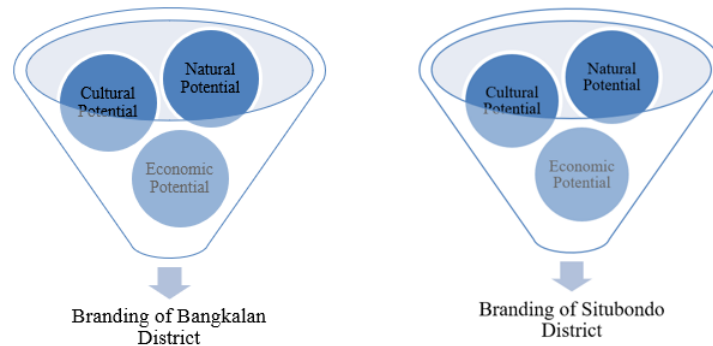 Cultural
Potential
Natural
Potential
Economic
Potential
Branding of Bangkalan
District
Cultural
Potential
Natural
Potential
Economic
Potential
Branding of Situbondo
District